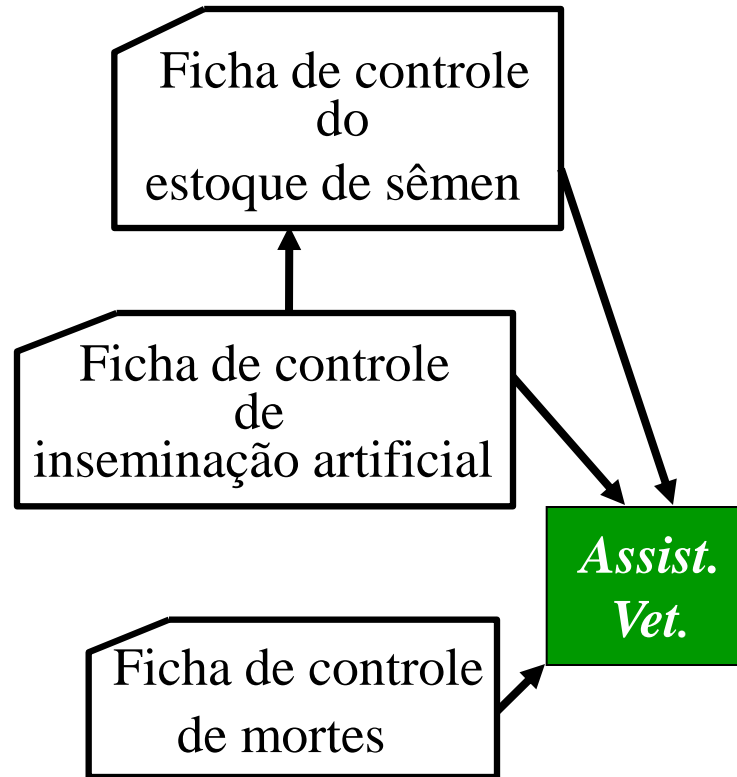 Ficha de controle
do
estoque de sêmen
Ficha de controle
de
inseminação artificial
Assist.
Vet.
Ficha de controle
de mortes